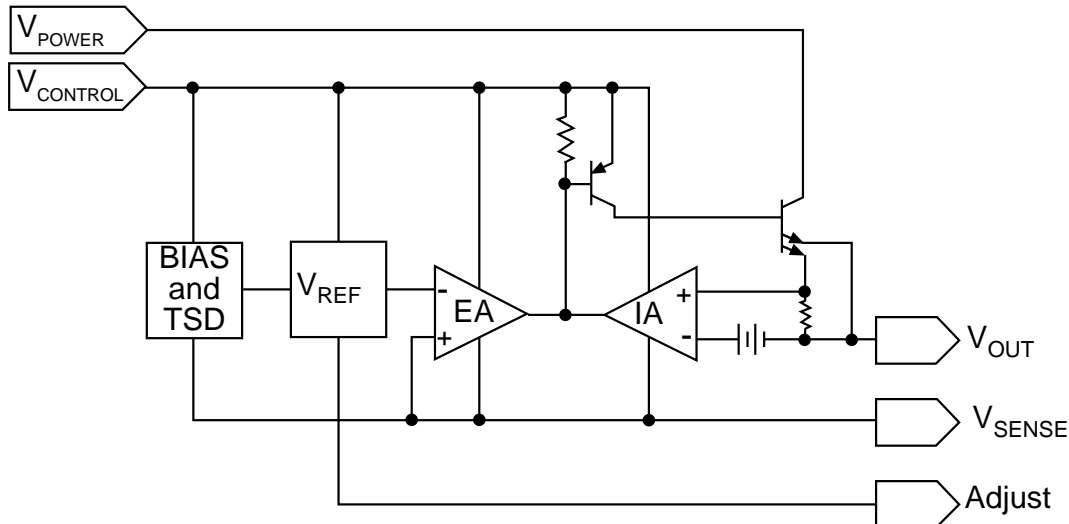 VPOWER
VCONTROL
BIAS
and
TSD
VREF
-
EA
+
+
IA
-
VOUT
VSENSE
Adjust